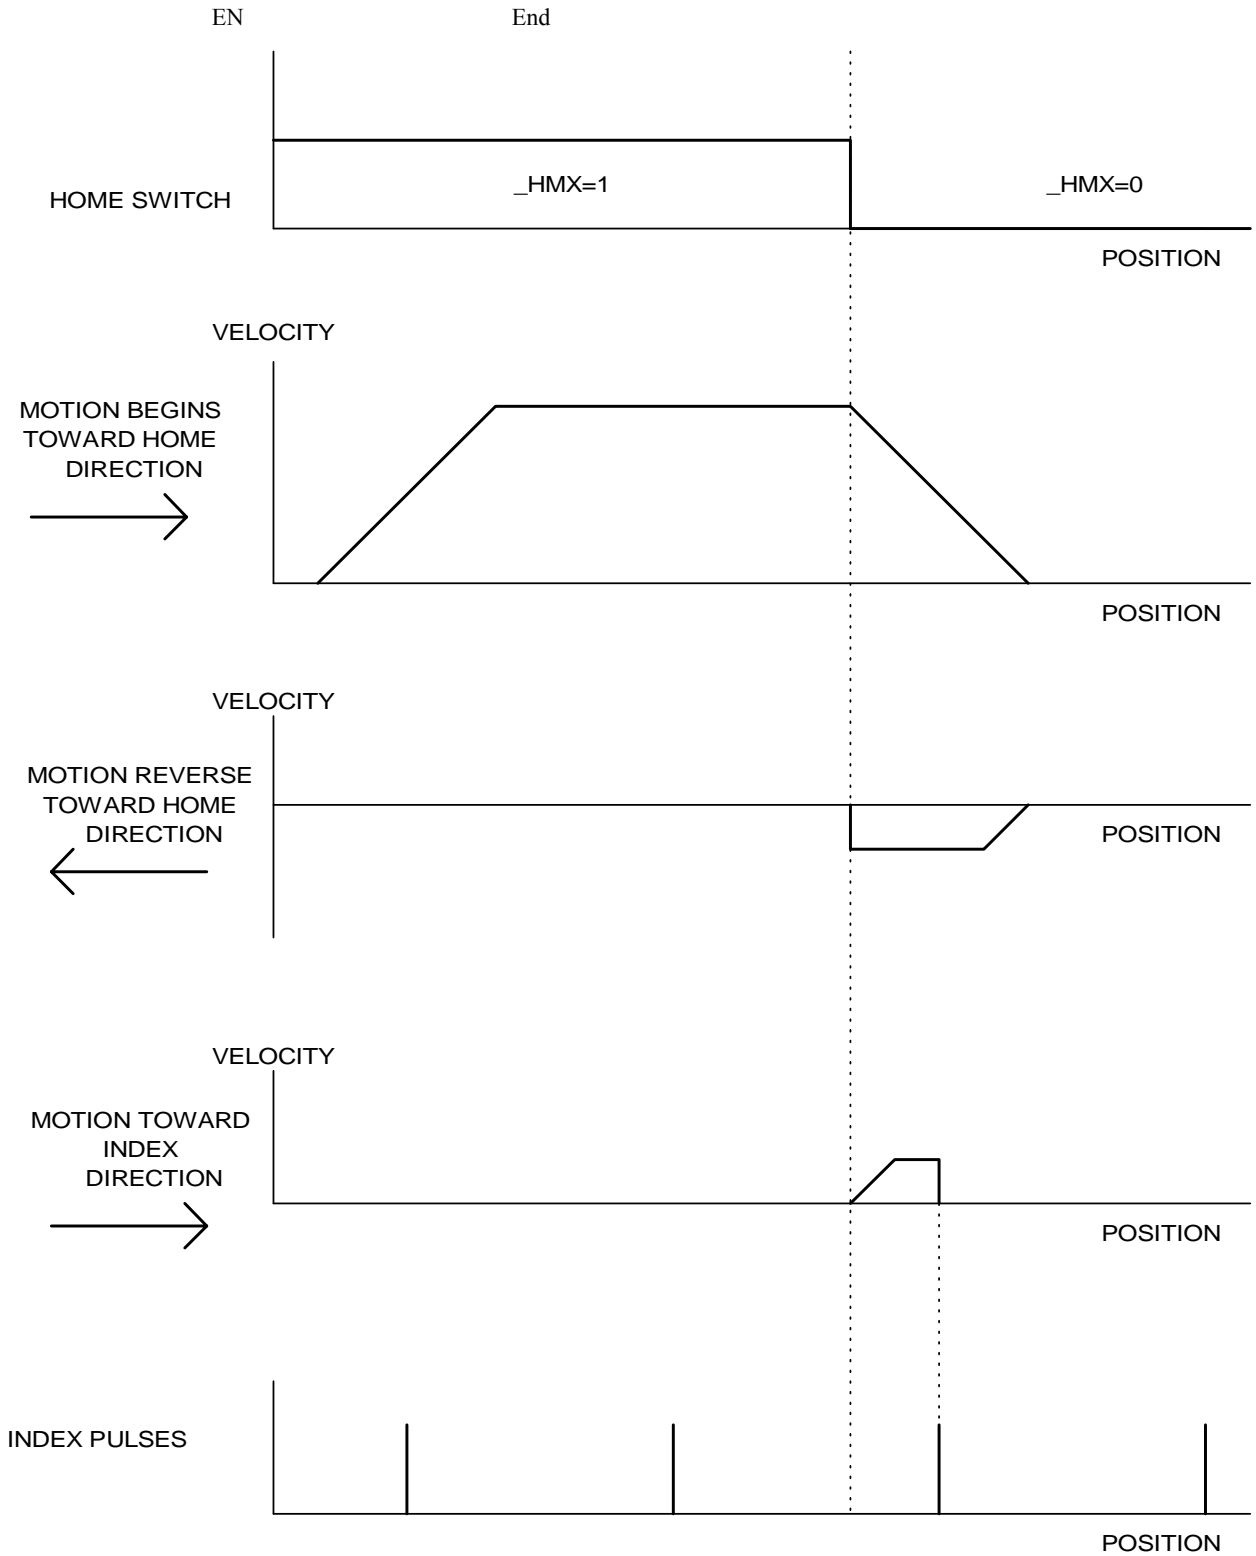 EN End
_HMX=1 _HMX=0
HOME SWITCH
POSITION
VELOCITY
MOTION BEGINS
TOWARD HOME
DIRECTION
POSITION
VELOCITY
MOTION REVERSE
TOWARD HOME
DIRECTION
POSITION
VELOCITY
MOTION TOWARD
INDEX
DIRECTION
POSITION
INDEX PULSES
POSITION